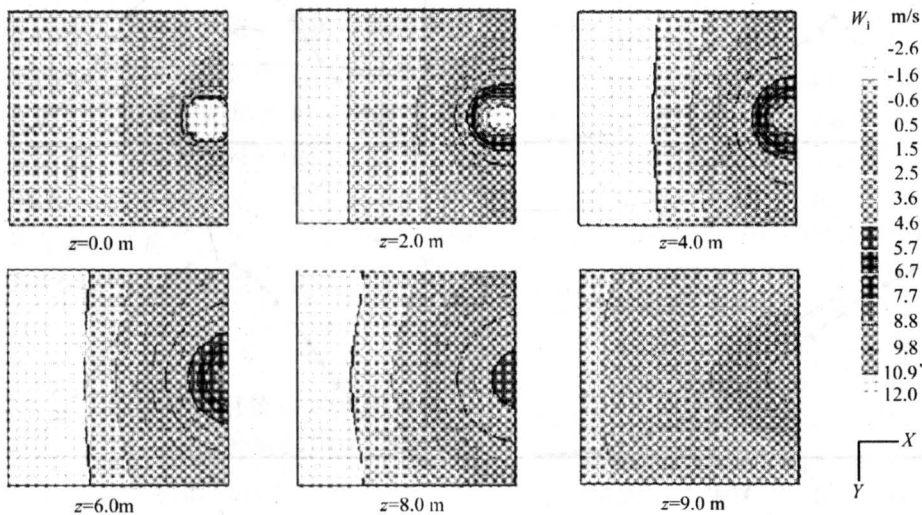 W_i m/s
-2.6
-1.6
-0.6
0.5
1.5
2.5
3.6
4.6
5.7
6.7
7.7
8.8
9.8
10.9
12.0
z=0.0 m
z=2.0 m
z=4.0 m
X
Y
z=6.0m
z=8.0 m
z=9.0 m